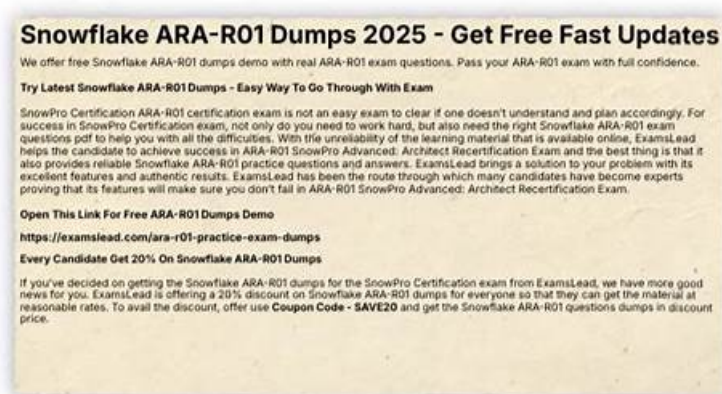 Snowflake ARA-R01 Dumps 2025 - Get Free Fast Updates
We offer free Snowflake ARA-R01 dumps demo with real ARA-R01 exam questions. Pass your ARA-R01 exam with full confidence.
Try Latest Snowflake ARA-R01 Dumps - Easy Way To Go Through With Exam
SnowPro Certification ARA-R01 certification exam is not an easy exam to clear if one doesn't understand and plan accordingly. For
success in SnowPro Certification exam, not only do you need to work hard, but also need the right Snowflake ARA-R01 exam
questions pdf to help you with all the difficulties. With the unreliability of the learning material that is available online, ExamsLead
helps the candidate to achieve success in ARA-R01 SnowPro Advanced: Architect Recertification Exam and the best thing is that it
also provides reliable Snowflake ARA-R01 practice questions and answers. ExamsLead brings a solution to your problem with its
excellent features and authentic results. ExamsLead has been the route through which many candidates have become experts
proving that its features will make sure you don't fail in ARA-R01 SnowPro Advanced: Architect Recertification Exam.
Open This Link For Free ARA-R01 Dumps Demo
https://examslead.com/ara-r01-practice-exam-dumps
Every Candidate Get 20% On Snowflake ARA-R01 Dumps
If you've decided on getting the Snowflake ARA-R01 dumps for the SnowPro Certification exam from ExamsLead, we have more good
news for you. ExamsLead is offering a 20% discount on Snowflake ARA-R01 dumps for everyone so that they can get the material at
reasonable rates. To avail the discount, offer use Coupon Code - SAVE20 and get the Snowflake ARA-R01 questions dumps in discount
price.